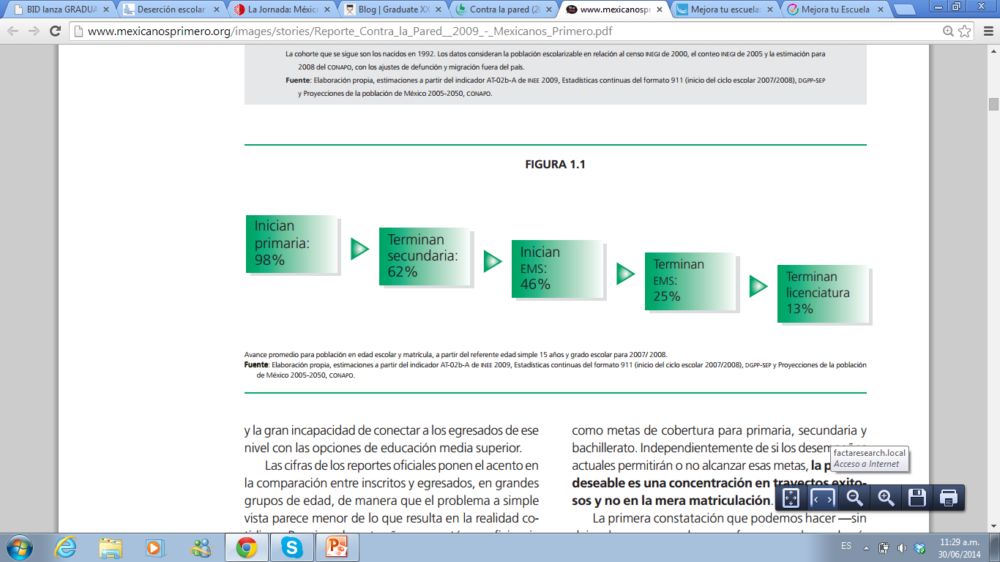 BID lanza GRADUA
Deserción escolar
La Jornada: Méxic
Blog | Graduate XX
Contra la pared (20
www.mexicanospr
Mejora tu escuela:
Mejora tu Escuela
www.mexicanosprimero.org/images/stories/Reporte_Contra_la_Pared__2009_-_Mexicanos_Primero.pdf
La cohorte que se sigue son los nacidos en 1992. Los datos consideran la población escolarizable en relación al censo INEGI de 2000, el conteo INEGI de 2005 y la estimación para
2008 del CONAPO, con los ajustes de defunción y migración fuera del país.
Fuente: Elaboración propia, estimaciones a partir del indicador AT-02b-A de INEE 2009, Estadísticas continuas del formato 911 (inicio del ciclo escolar 2007/2008), DGPP-SEP
y Proyecciones de la población de México 2005-2050, CONAPO.
FIGURA 1.1
Inician
primaria:
98%
Terminan
secundaria:
62%
Inician
EMS:
46%
Terminan
EMS:
25%
Terminan
licenciatura
13%
Avance promedio para población en edad escolar y matrícula, a partir del referente edad simple 15 años y grado escolar para 2007/ 2008.
Fuente: Elaboración propia, estimaciones a partir del indicador AT-02b-A de INEE 2009, Estadísticas continuas del formato 911 (inicio del ciclo escolar 2007/2008), DGPP-SEP y Proyecciones de la población
de México 2005-2050, CONAPO.
y la gran incapacidad de conectar a los egresados de ese
nivel con las opciones de educación media superior.
Las cifras de los reportes oficiales ponen el acento en
la comparación entre inscritos y egresados, en grandes
grupos de edad, de manera que el problema a simple
vista parece menor de lo que resulta en la realidad co-
como metas de cobertura para primaria, secundaria y
bachillerato. Independientemente de si los
actuales permitirán o no alcanzar esas metas, la
deseable es una concentración en trayectos exito-
sos y no en la mera matriculación.
La primera constatación que podemos hacer —sin
factaresearch.local
Acceso a Internet
ES
11:29 a.m.
30/06/2014